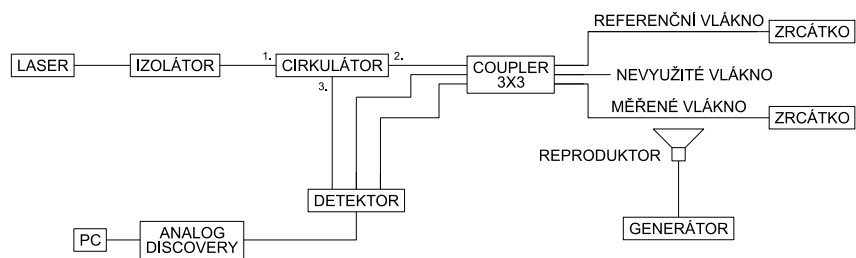 REFERENČNÍ VLÁKNO
ZRCÁTKO
LASER
IZOLÁTOR
1.
CIRKULÁTOR
2.
3.
COUPLER
3X3
NEVYUŽITÉ VLÁKNO
MĚŘENÉ VLÁKNO
ZRCÁTKO
REPRODUKTOR
DETEKTOR
GENERÁTOR
PC
ANALOG
DISCOVERY